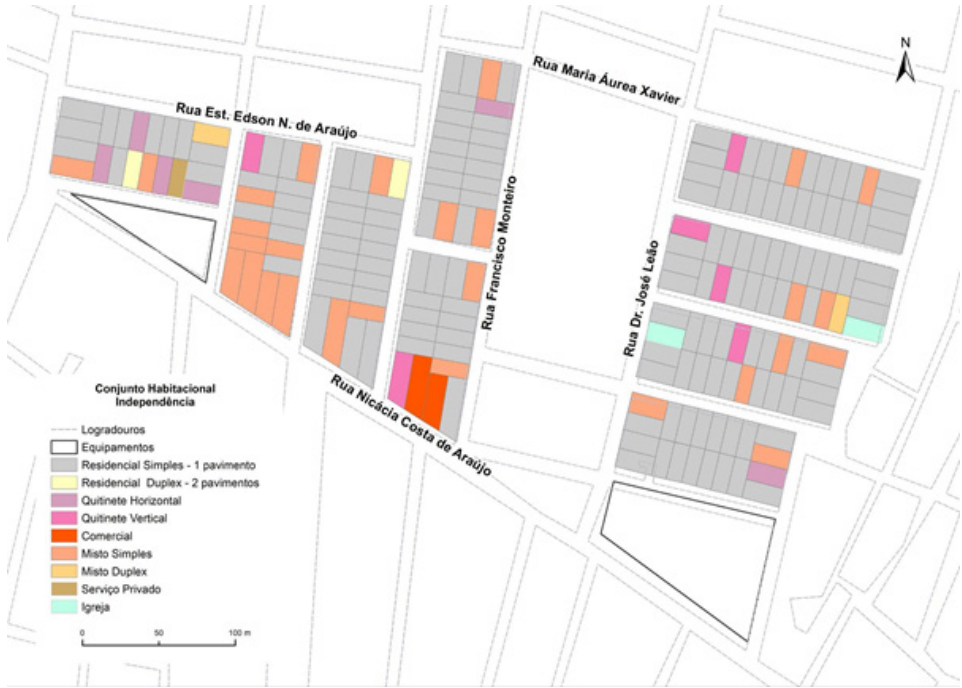 N
Rua Maria Áurea Xavier
Rua Est. Edson N. de Araújo
Rua Francisco Monteiro
Rua Dr. José Leão
Rua Nicácia Costa de Araújo
Conjunto Habitacional
Independência
Logradouros
Equipamentos
Residencial Simples - 1 pavimento
Residencial Duplex - 2 pavimentos
Quitinete Horizontal
Quitinete Vertical
Comercial
Misto Simples
Misto Duplex
Serviço Privado
Igreja
0 50 100 m